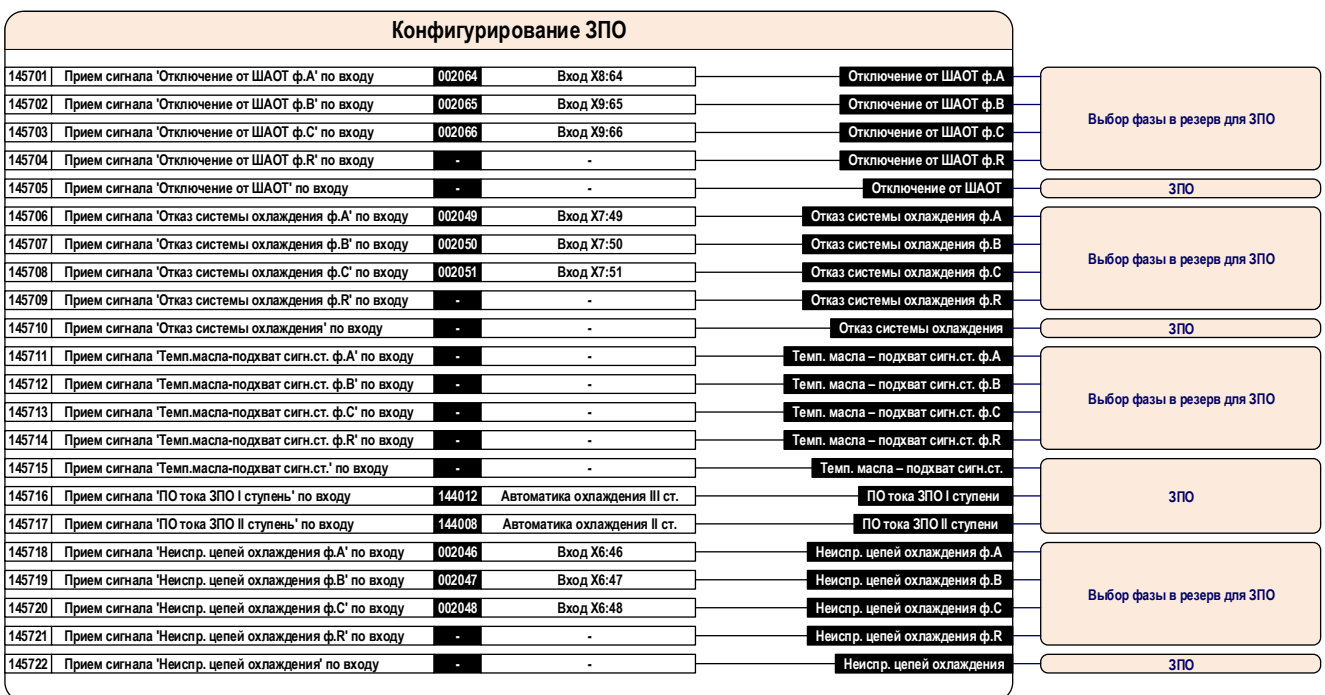 Конфигурирование ЗПО
145701 Прием сигнала 'Отключение от ШАОТ ф.А' по входу 002064 Вход X8:64 Отключение от ШАОТ ф.А
145702 Прием сигнала 'Отключение от ШАОТ ф.В' по входу 002065 Вход X9:65 Отключение от ШАОТ ф.В
Выбор фазы в резерв для ЗПО
145703 Прием сигнала 'Отключение от ШАОТ ф.С' по входу 002066 Вход X9:66 Отключение от ШАОТ ф.С
145704 Прием сигнала 'Отключение от ШАОТ ф.R' по входу - - Отключение от ШАОТ ф.R
145705 Прием сигнала 'Отключение от ШАОТ' по входу - - Отключение от ШАОТ ЗПО
145706 Прием сигнала 'Отказ системы охлаждения ф.А' по входу 002049 Вход X7:49 Отказ системы охлаждения ф.А
145707 Прием сигнала 'Отказ системы охлаждения ф.В' по входу 002050 Вход X7:50 Отказ системы охлаждения ф.В
Выбор фазы в резерв для ЗПО
145708 Прием сигнала 'Отказ системы охлаждения ф.С' по входу 002051 Вход X7:51 Отказ системы охлаждения ф.С
145709 Прием сигнала 'Отказ системы охлаждения ф.R' по входу - - Отказ системы охлаждения ф.R
145710 Прием сигнала 'Отказ системы охлаждения' по входу - - Отказ системы охлаждения ЗПО
145711 Прием сигнала 'Темп.масла-подхват сигн.ст. ф.А' по входу - - Темп. масла – подхват сигн.ст. ф.А
145712 Прием сигнала 'Темп.масла-подхват сигн.ст. ф.В' по входу - - Темп. масла – подхват сигн.ст. ф.В
Выбор фазы в резерв для ЗПО
145713 Прием сигнала 'Темп.масла-подхват сигн.ст. ф.С' по входу - - Темп. масла – подхват сигн.ст. ф.С
145714 Прием сигнала 'Темп.масла-подхват сигн.ст. ф.R' по входу - - Темп. масла – подхват сигн.ст. ф.R
145715 Прием сигнала 'Темп.масла-подхват сигн.ст.' по входу - - Темп. масла – подхват сигн.ст.
145716 Прием сигнала 'ПО тока ЗПО I ступень' по входу 144012 Автоматика охлаждения III ст. ПО тока ЗПО I ступени ЗПО
145717 Прием сигнала 'ПО тока ЗПО II ступень' по входу 144008 Автоматика охлаждения II ст. ПО тока ЗПО II ступени
145718 Прием сигнала 'Неиспр. цепей охлаждения ф.А' по входу 002046 Вход X6:46 Неиспр. цепей охлаждения ф.А
145719 Прием сигнала 'Неиспр. цепей охлаждения ф.В' по входу 002047 Вход X6:47 Неиспр. цепей охлаждения ф.В
Выбор фазы в резерв для ЗПО
145720 Прием сигнала 'Неиспр. цепей охлаждения ф.С' по входу 002048 Вход X6:48 Неиспр. цепей охлаждения ф.С
145721 Прием сигнала 'Неиспр. цепей охлаждения ф.R' по входу - - Неиспр. цепей охлаждения ф.R
145722 Прием сигнала 'Неиспр. цепей охлаждения' по входу - - Неиспр. цепей охлаждения ЗПО